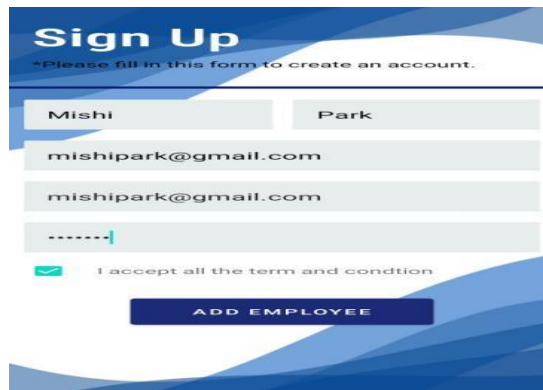 Sign Up
*Please fill in this form to create an account.
Mishi Park
mishipark@gmail.com
mishipark@gmail.com
.......
I accept all the term and condtion
ADD EMPLOYEE